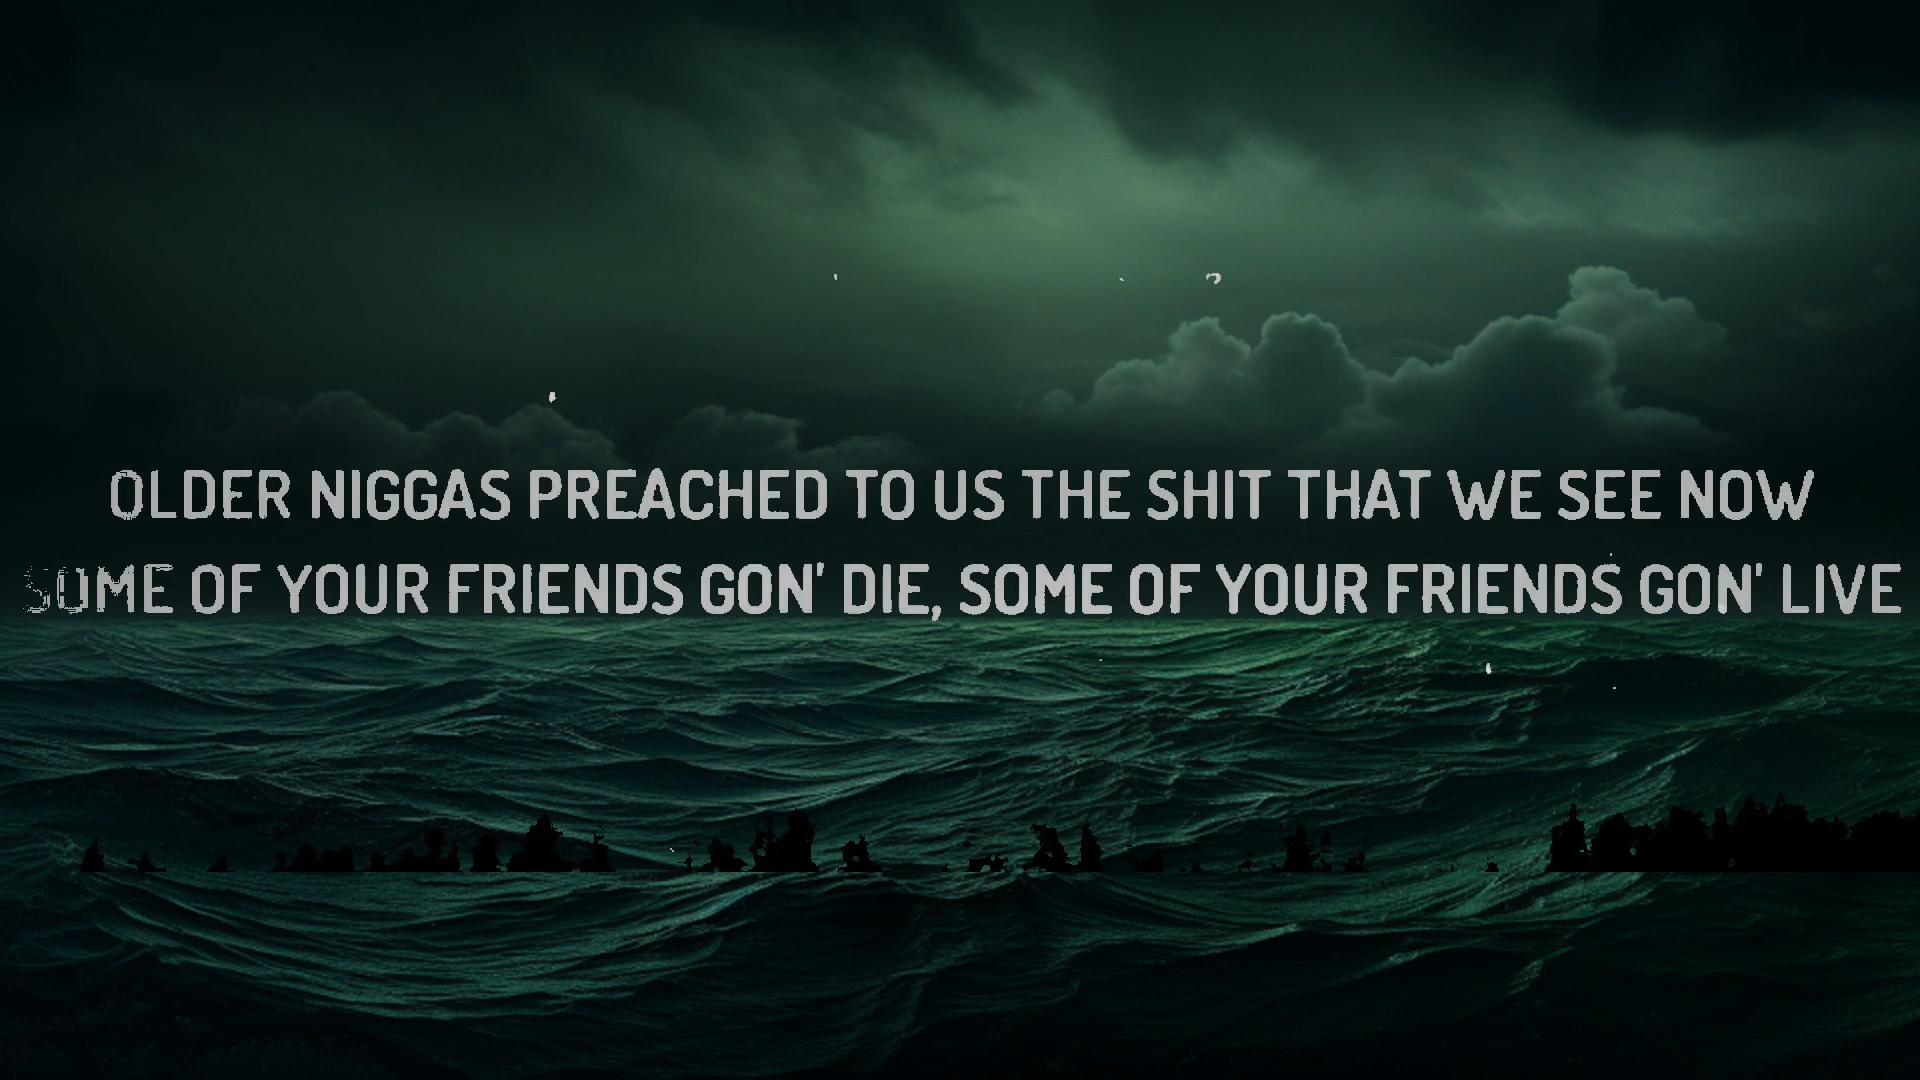 OLDER NIGGAS PREACHED TO US THE SHIT THAT WE SEE NOW
SOME OF YOUR FRIENDS GON' DIE, SOME OF YOUR FRIENDS GON' LIVE